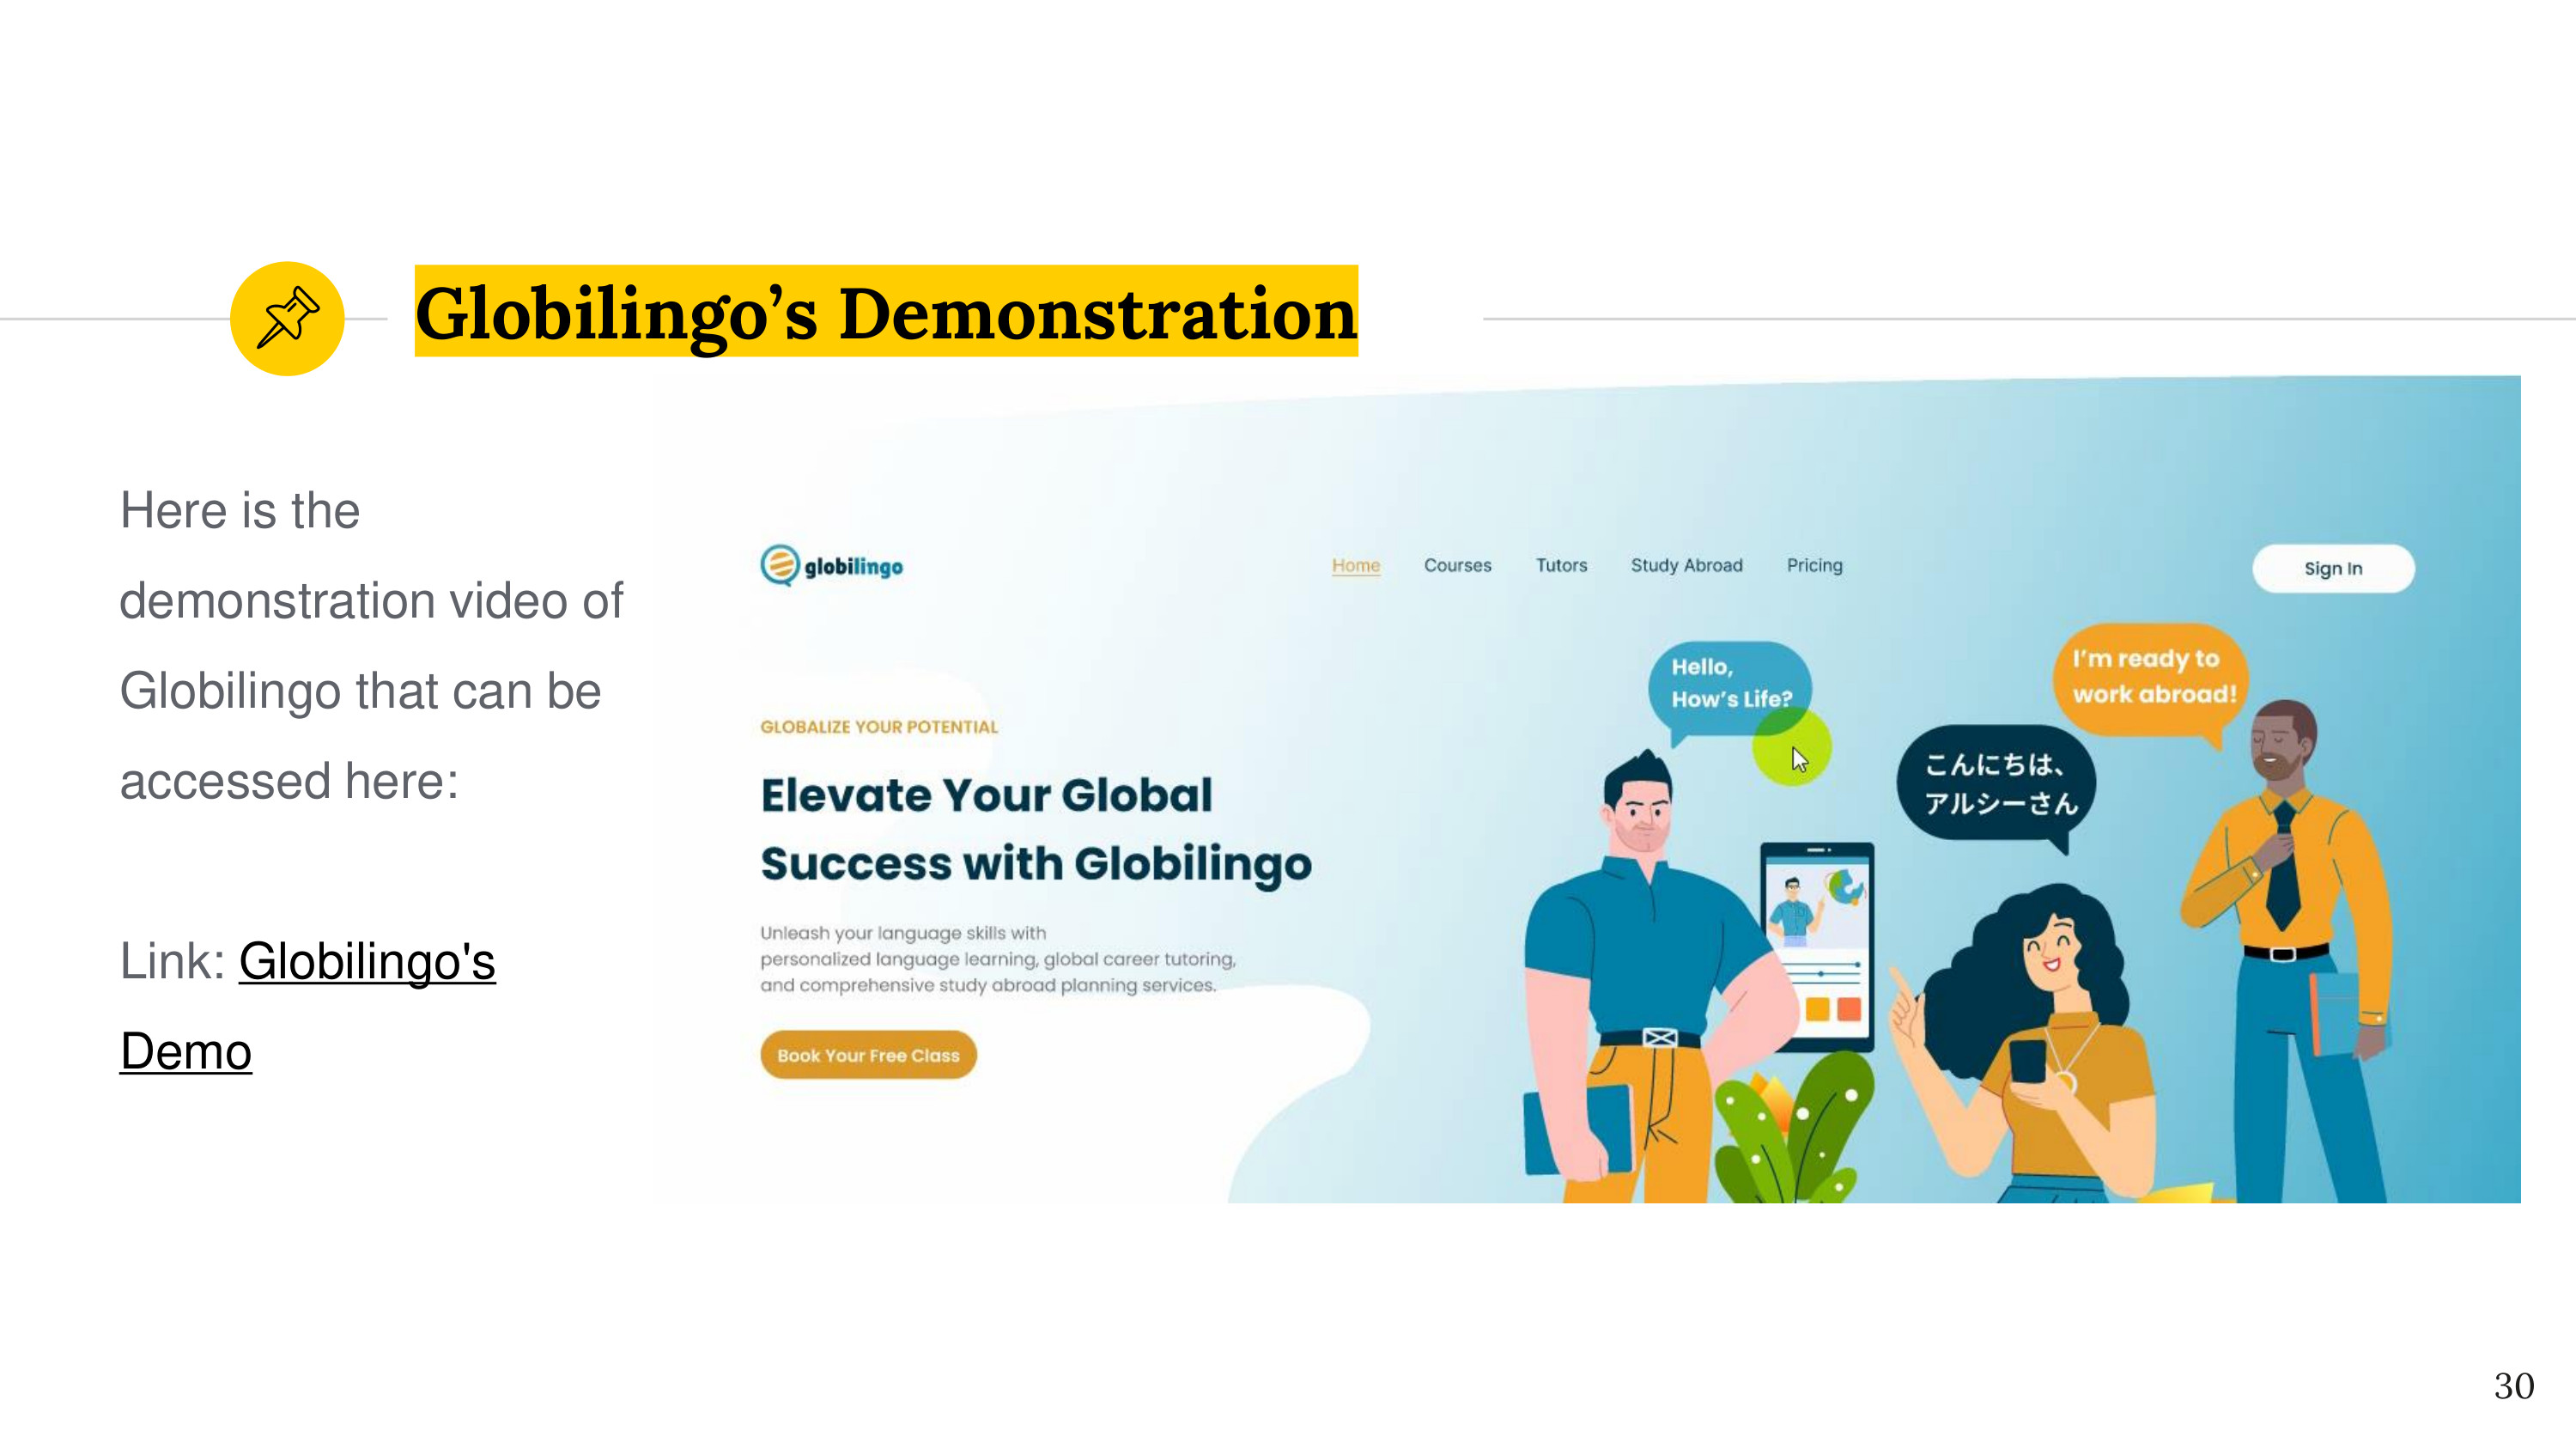 Globilingo’s Demonstration
Here is the
demonstration video of
Globilingo that can be
accessed here:
Link: Globilingo's
Demo
globilingo
Home Courses Tutors Study Abroad Pricing
Sign In
GLOBALIZE YOUR POTENTIAL
Elevate Your Global
Success with Globilingo
Unleash your language skills with
personalized language learning, global career tutoring,
and comprehensive study abroad planning services.
Book Your Free Class
Hello,
How’s Life?
こんにちは、
アルシーさん
I’m ready to
work abroad!
30